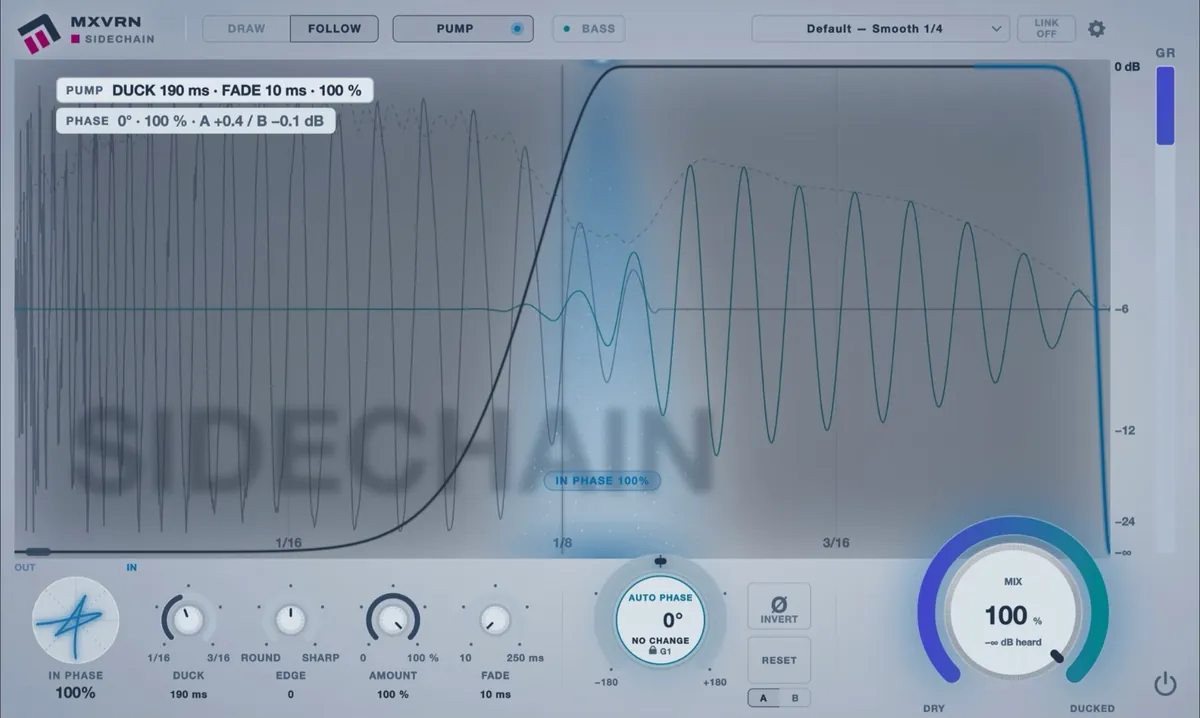 MXVRN
SIDECHAIN
DRAW
FOLLOW
PUMP
BASS
Default – Smooth 1/4
LINK
OFF
GR
0 dB
PUMP DUCK 190 ms · FADE 10 ms · 100 %
PHASE 0° · 100 % · A +0.4 / B −0.1 dB
−6
−12
SIDECHAIN
IN PHASE 100%
−24
−∞
1/16
1/8
3/16
OUT
IN
IN PHASE
100%
1/16
3/16
DUCK
190 ms
ROUND
SHARP
EDGE
0
0
100 %
AMOUNT
100 %
10
250 ms
FADE
10 ms
AUTO PHASE
0°
NO CHANGE
G1
−180
+180
Ø
INVERT
RESET
A
B
MIX
100 %
−∞ dB heard
DRY
DUCKED